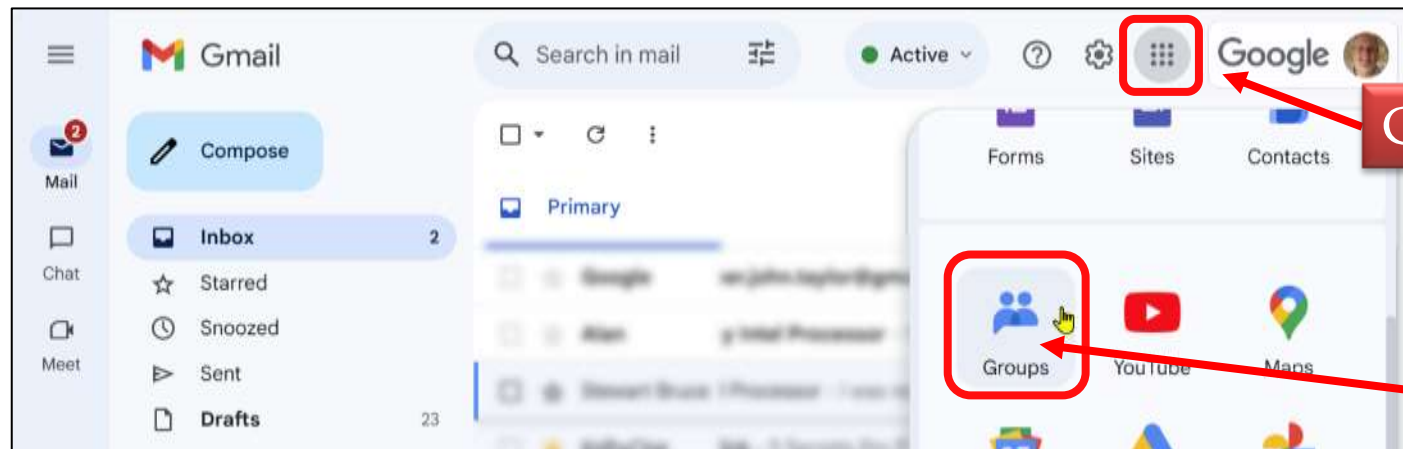 Gmail
Search in mail
Active
Google
2
Mail
Compose
Forms
Sites
Contacts
Primary
Inbox
2
Chat
Starred
Snoozed
Meet
Sent
Groups
YouTube
Maps
Drafts
23